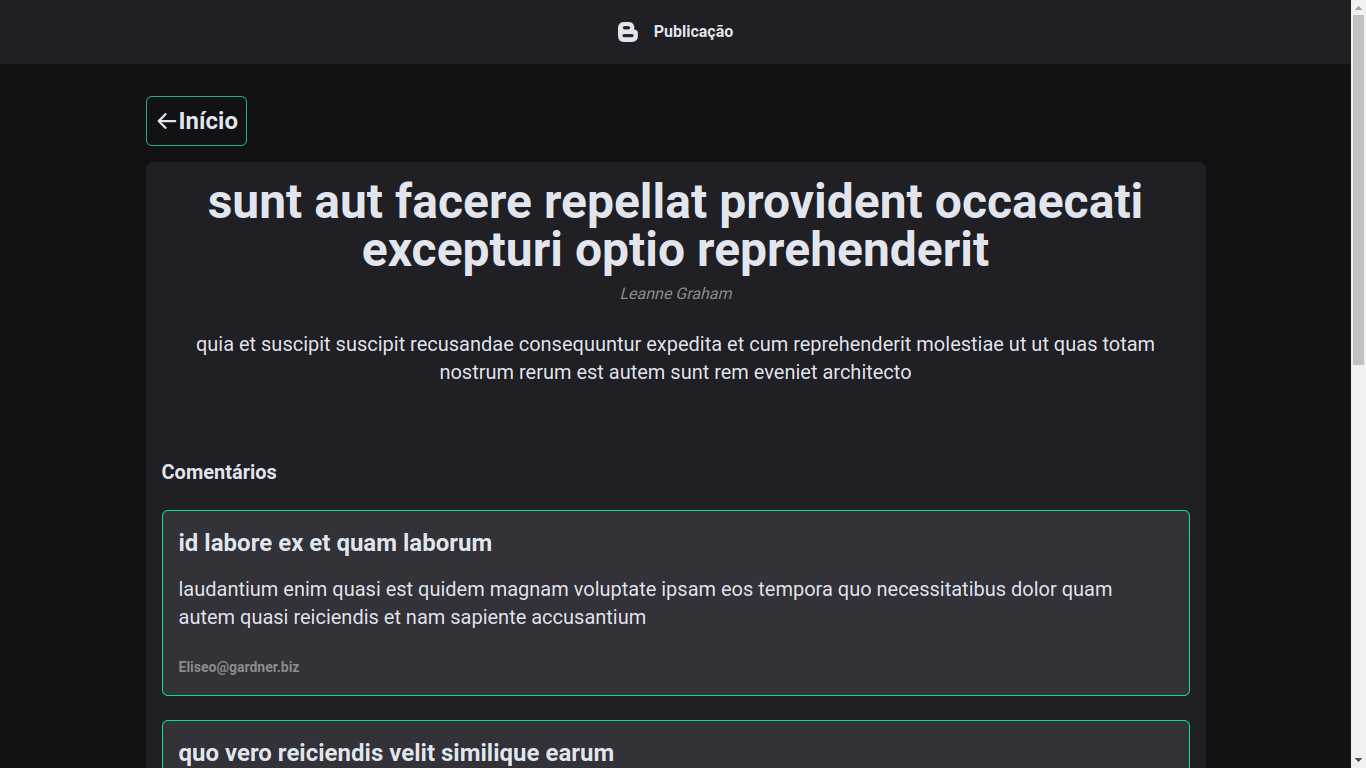 Publicação
←Início
sunt aut facere repellat provident occaecati
excepturi optio reprehenderit
Leanne Graham
quia et suscipit suscipit recusandae consequuntur expedita et cum reprehenderit molestiae ut ut quas totam
nostrum rerum est autem sunt rem eveniet architecto
Comentários
id labore ex et quam laborum
laudantium enim quasi est quidem magnam voluptate ipsam eos tempora quo necessitatibus dolor quam
autem quasi reiciendis et nam sapiente accusantium
Eliseo@gardner.biz
quo vero reiciendis velit similique earum